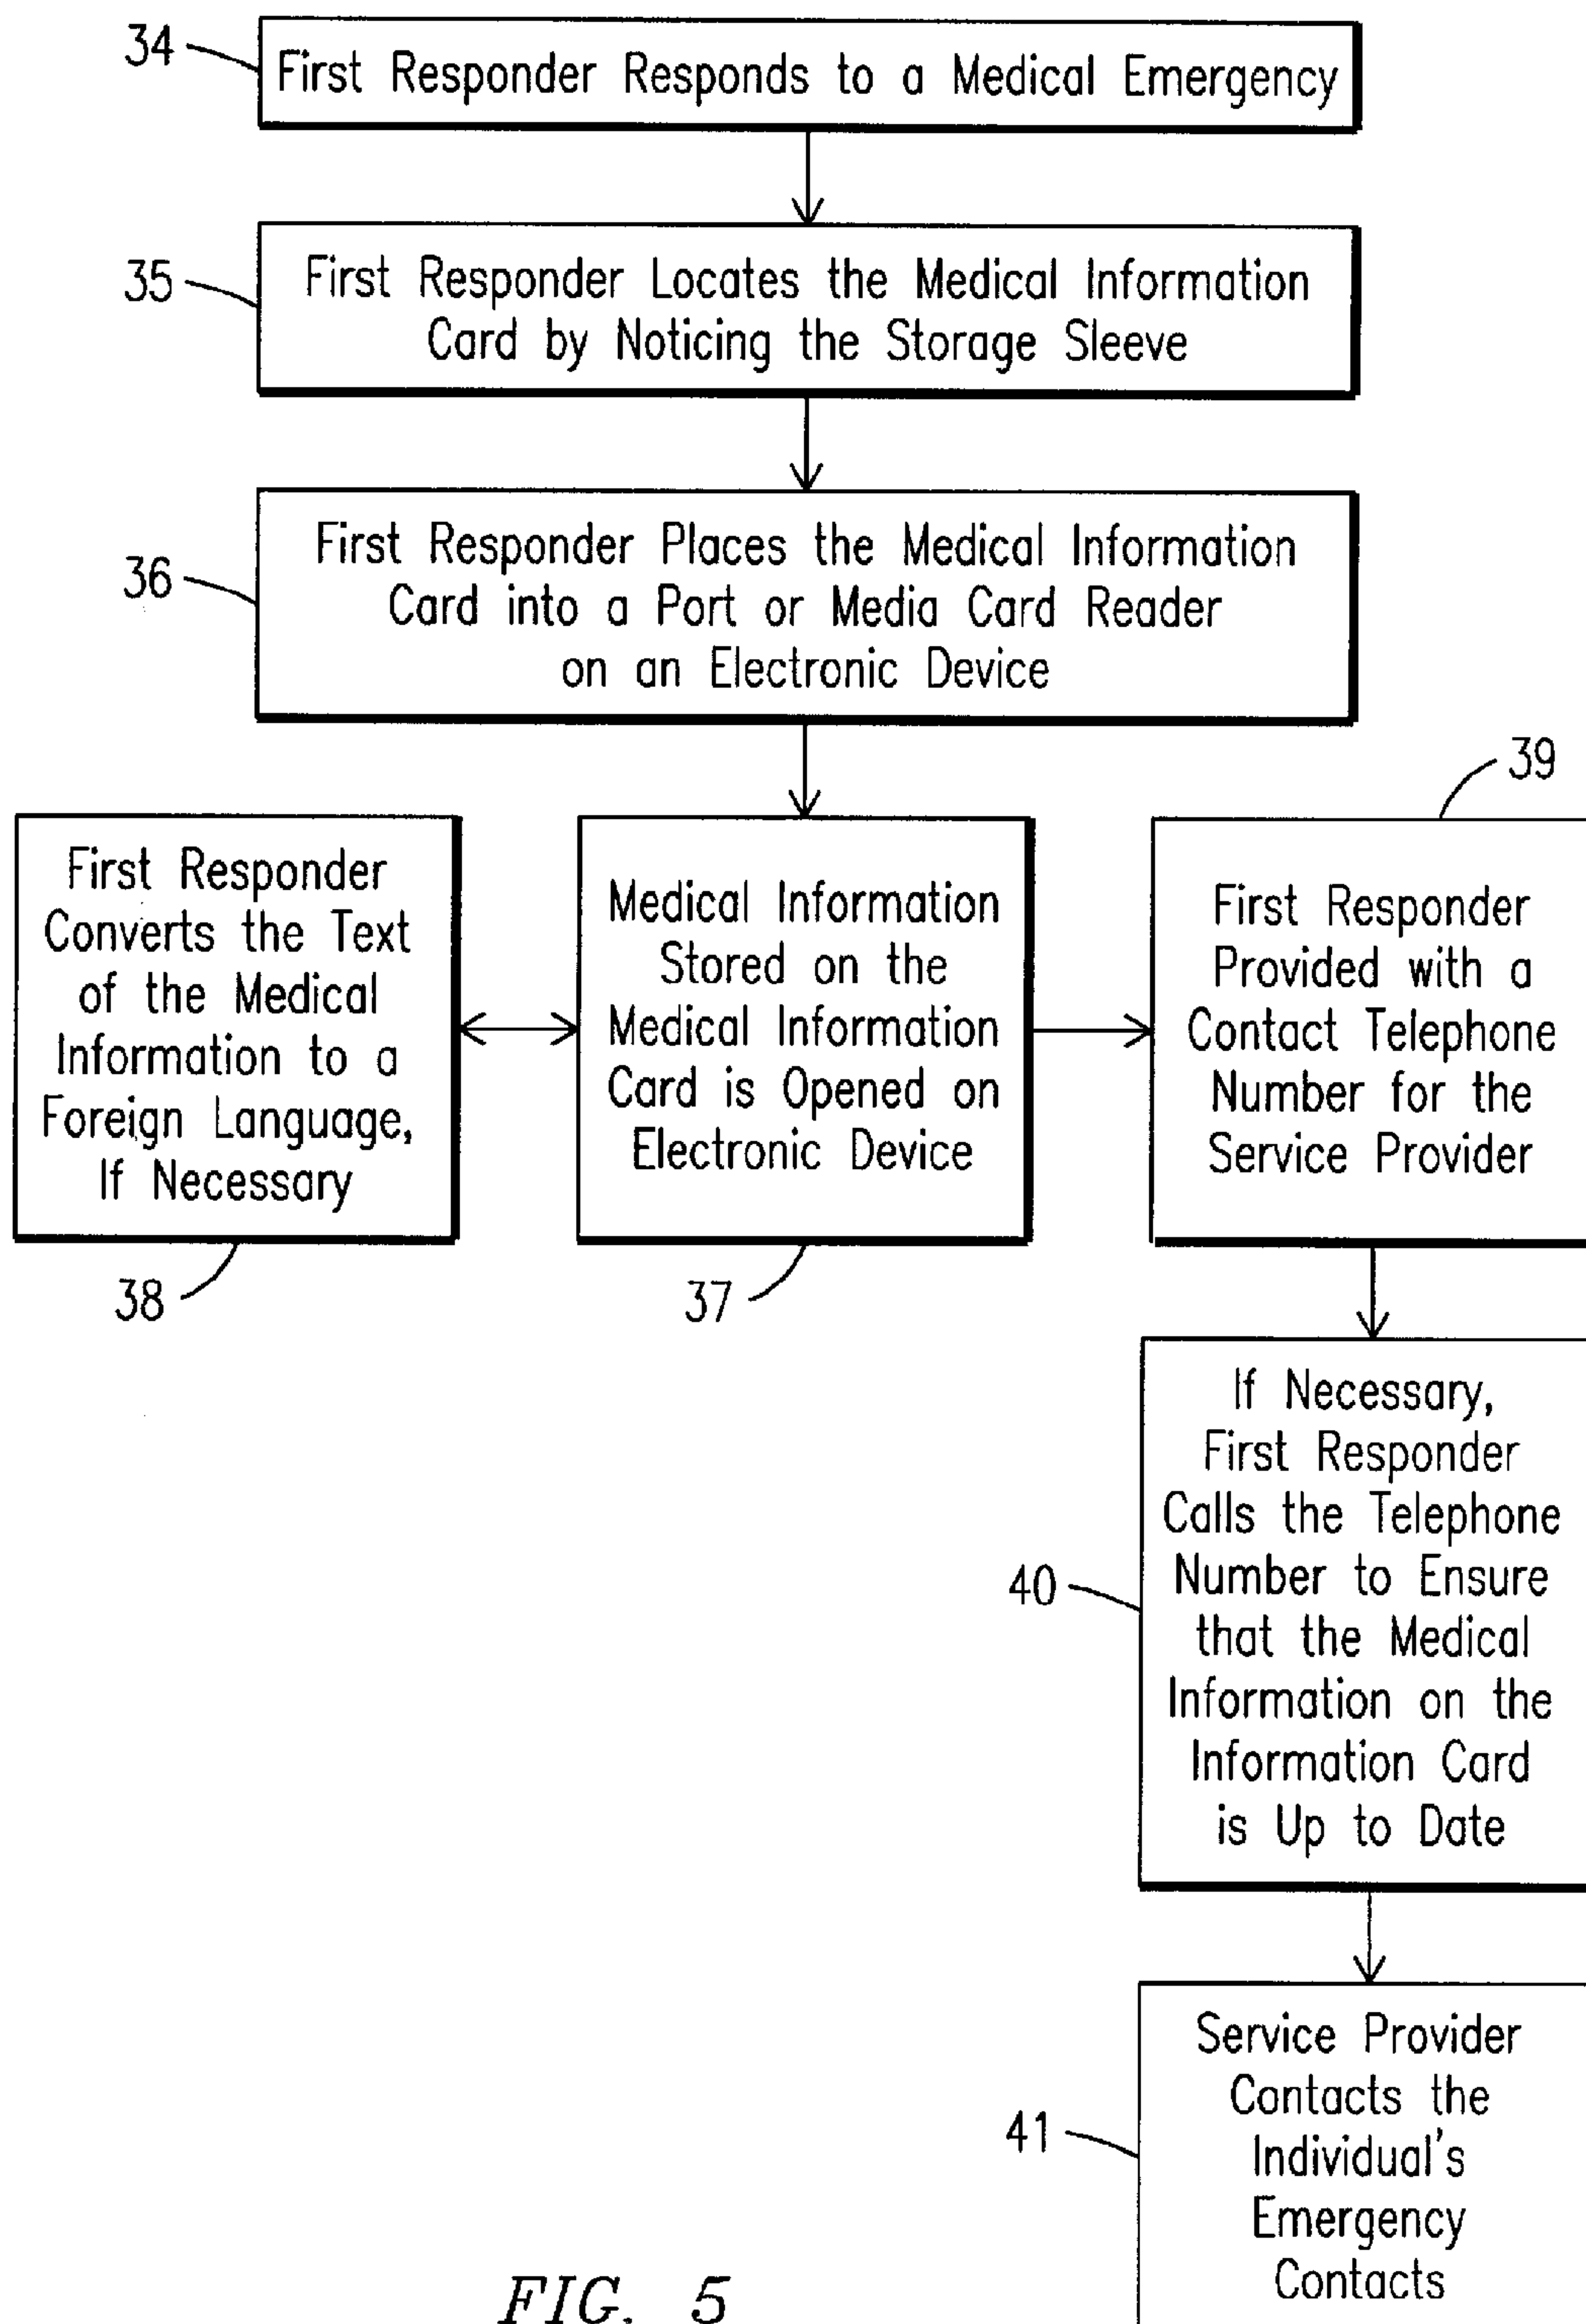 34
First Responder Responds to a Medical Emergency
35
First Responder Locates the Medical Information
Card by Noticing the Storage Sleeve
36
First Responder Places the Medical Information
Card into a Port or Media Card Reader
on an Electronic Device
First Responder
Converts the Text
of the Medical
Information to a
Foreign Language,
If Necessary
38
Medical Information
Stored on the
Medical Information
Card is Opened on
Electronic Device
37
39
First Responder
Provided with a
Contact Telephone
Number for the
Service Provider
40
If Necessary,
First Responder
Calls the Telephone
Number to Ensure
that the Medical
Information on the
Information Card
is Up to Date
41
Service Provider
Contacts the
Individual's
Emergency
Contacts
FIG. 5